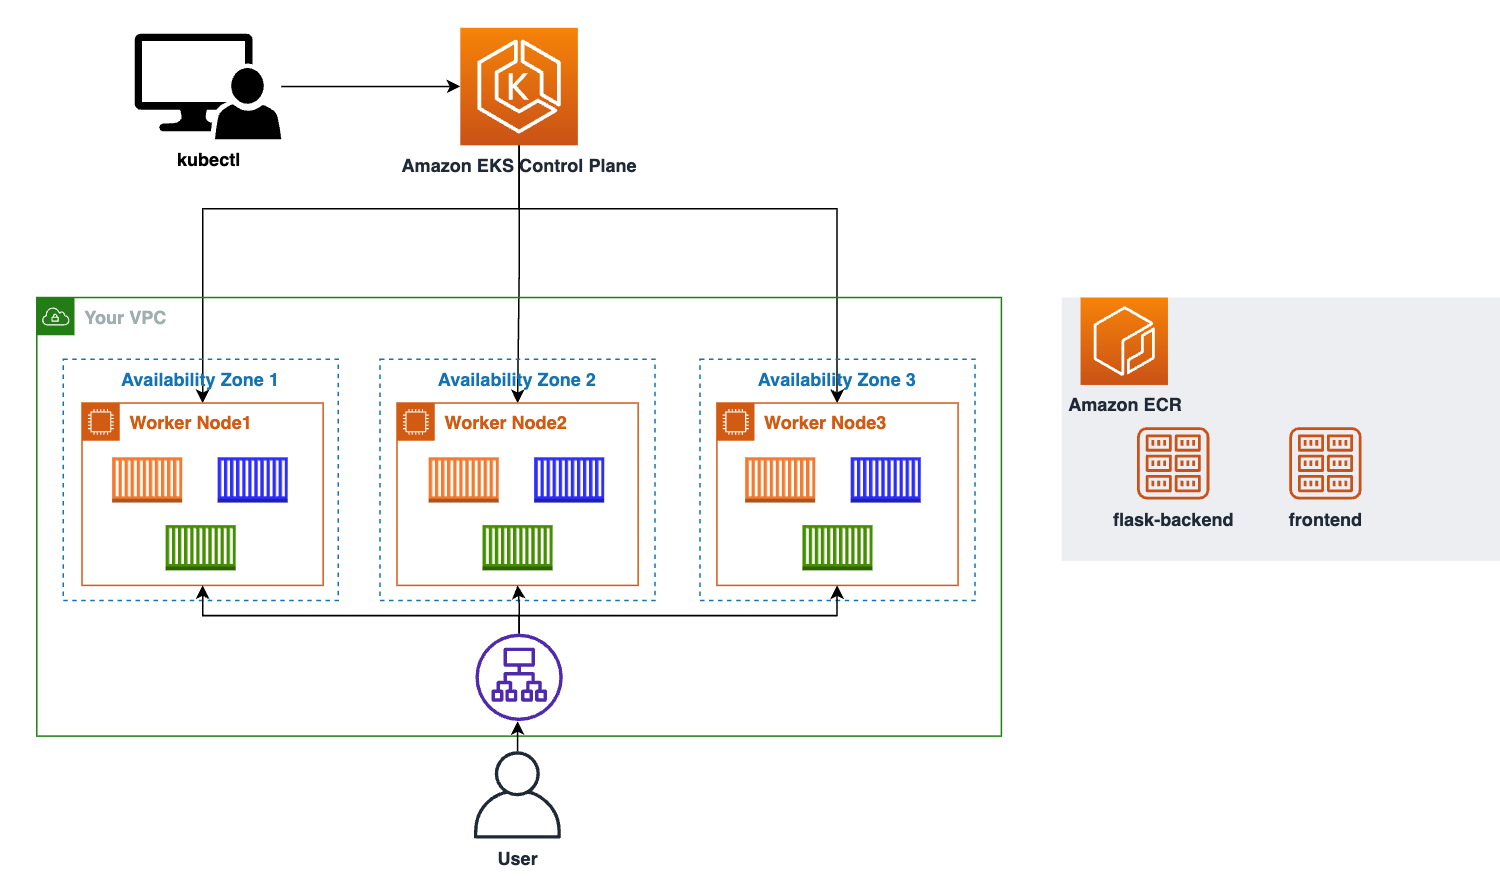 kubectl
K
Amazon EKS Control Plane
Your VPC
Availability Zone 1
Availability Zone 2
Availability Zone 3
Worker Node1
Worker Node2
Worker Node3
Amazon ECR
flask-backend
frontend
User